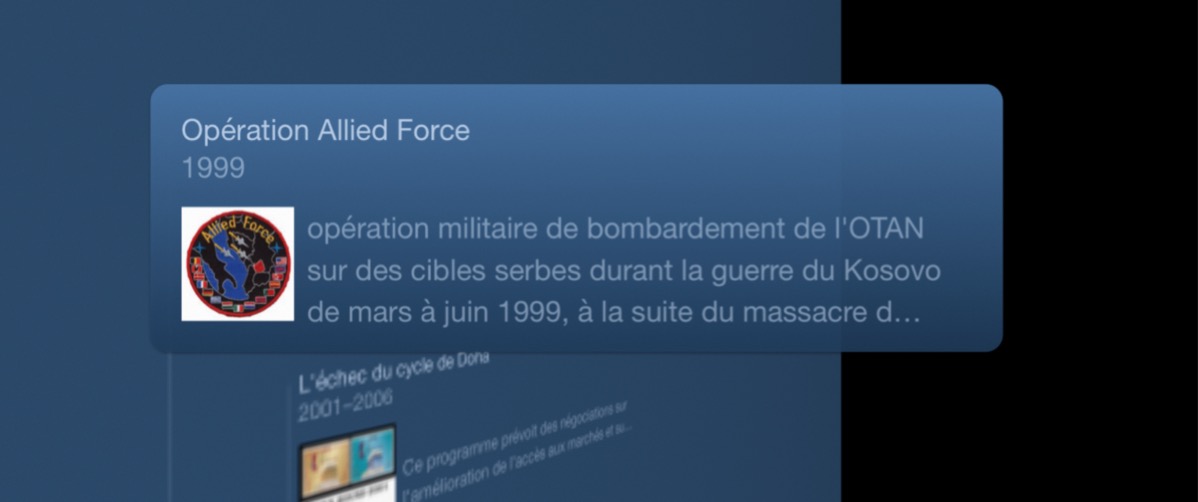 Opération Allied Force
1999
Allied Force
opération militaire de bombardement de l'OTAN
sur des cibles serbes durant la guerre du Kosovo
de mars à juin 1999, à la suite du massacre d...
L'échec du cycle de Doha
2001-2006
Ce programme prévoit des négociations sur
l'amélioration de l'accès aux marchés et su...